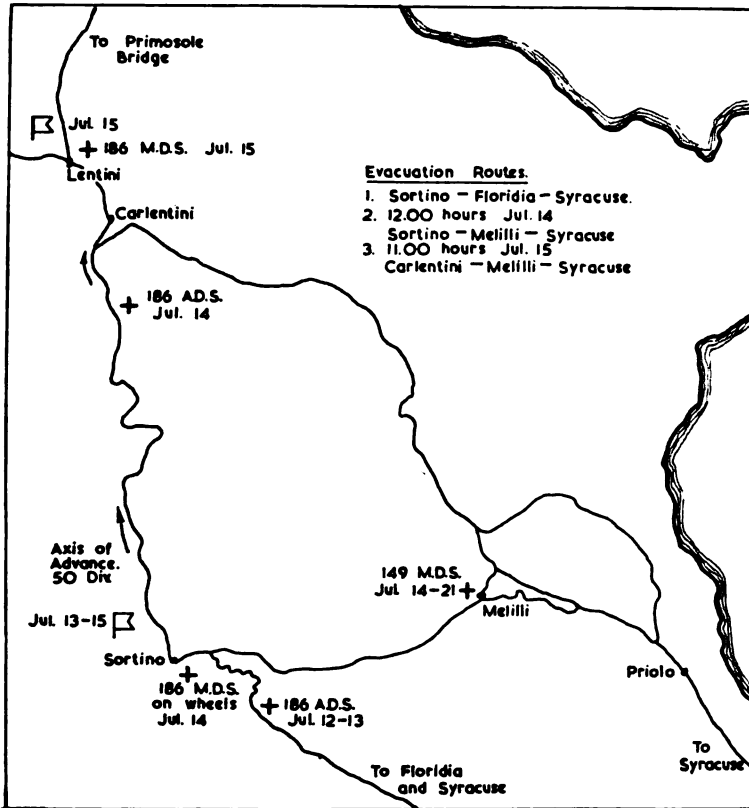 To Primosole
Bridge
Jul. 15
186 M.D.S. Jul. 15
Lentini
Carlentini
Evacuation Routes.
1. Sortino - Floridia - Syracuse.
2. 12.00 hours Jul. 14
Sortino - Melilli - Syracuse
3. 11.00 hours Jul. 15
Carlentini - Melilli - Syracuse
186 A.D.S.
Jul. 14
Axis of
Advance.
50 Div.
149 M.D.S.
Jul. 14-21
Melilli
Jul. 13-15
Sortino
186 M.D.S.
on wheels
Jul. 14
186 A.D.S.
Jul. 12-13
Priolo
To
Syracuse
To Floridia
and Syracuse